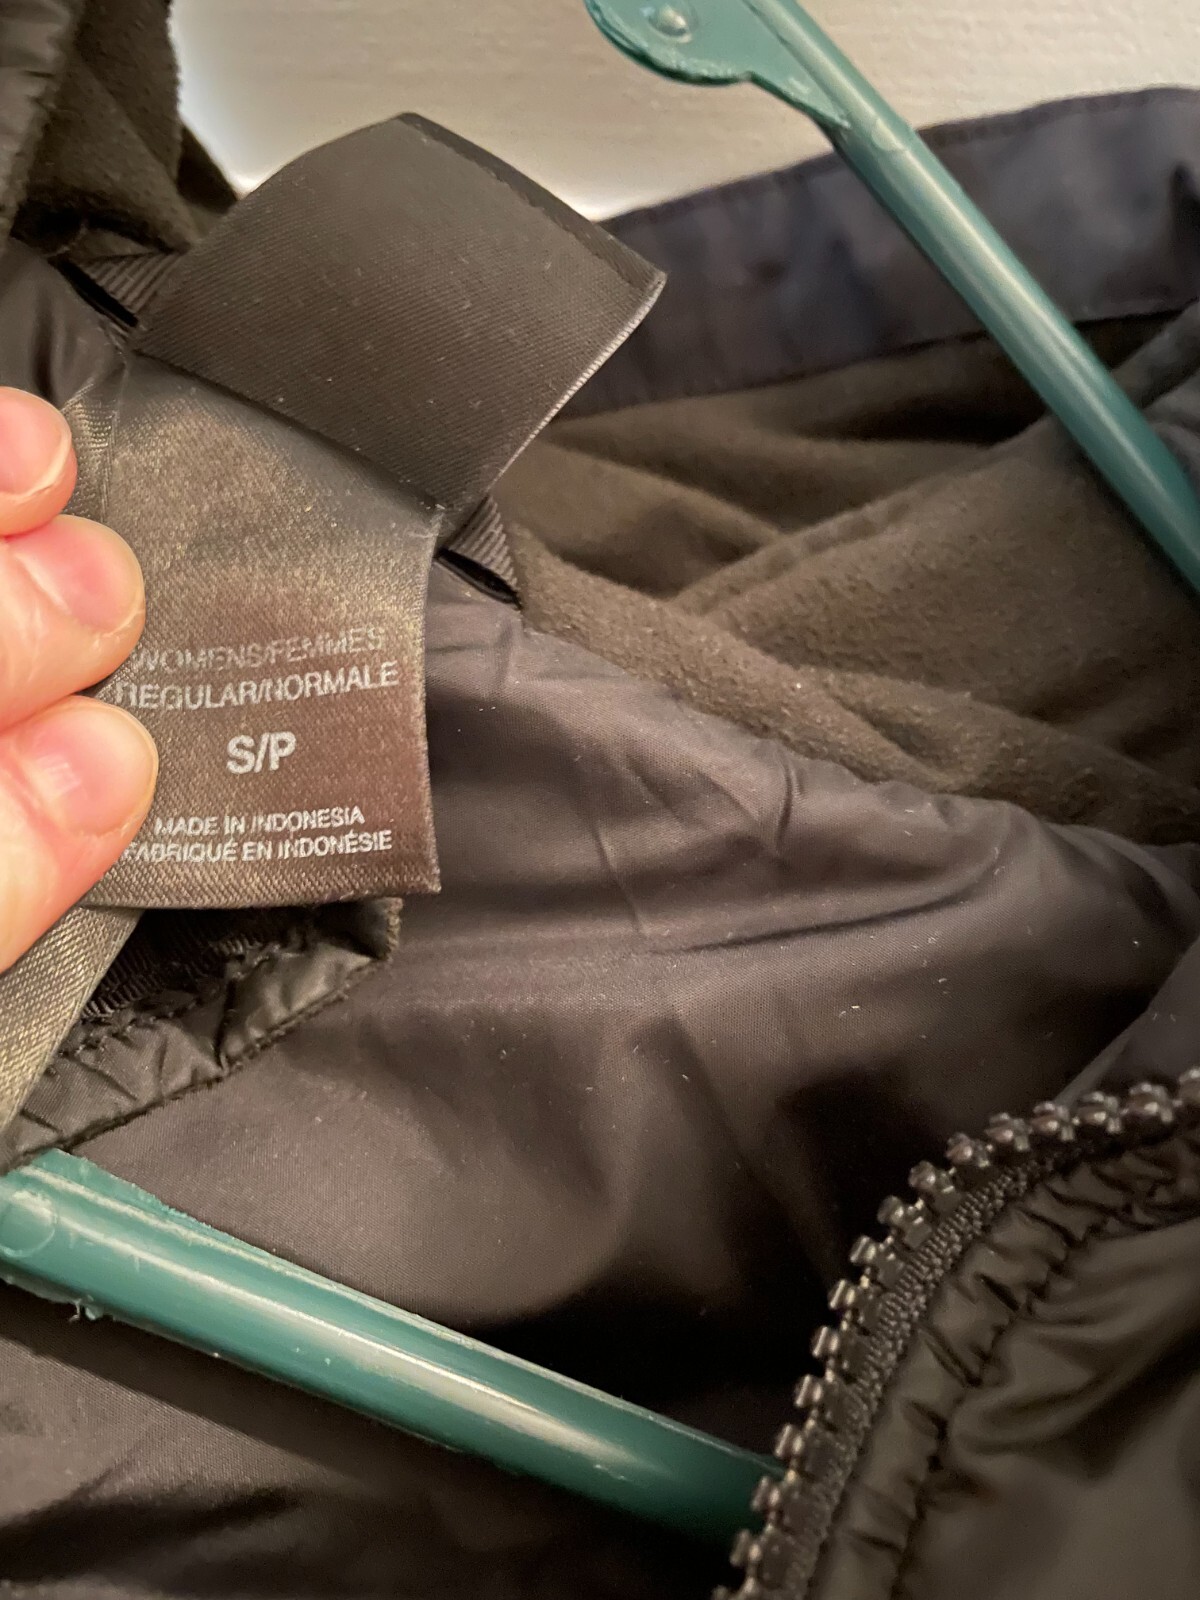 WOMENS/FEMMES
REGULAR/NORMALE
S/P
MADE IN INDONESIA
FABRIQUÉ EN INDONÉSIE